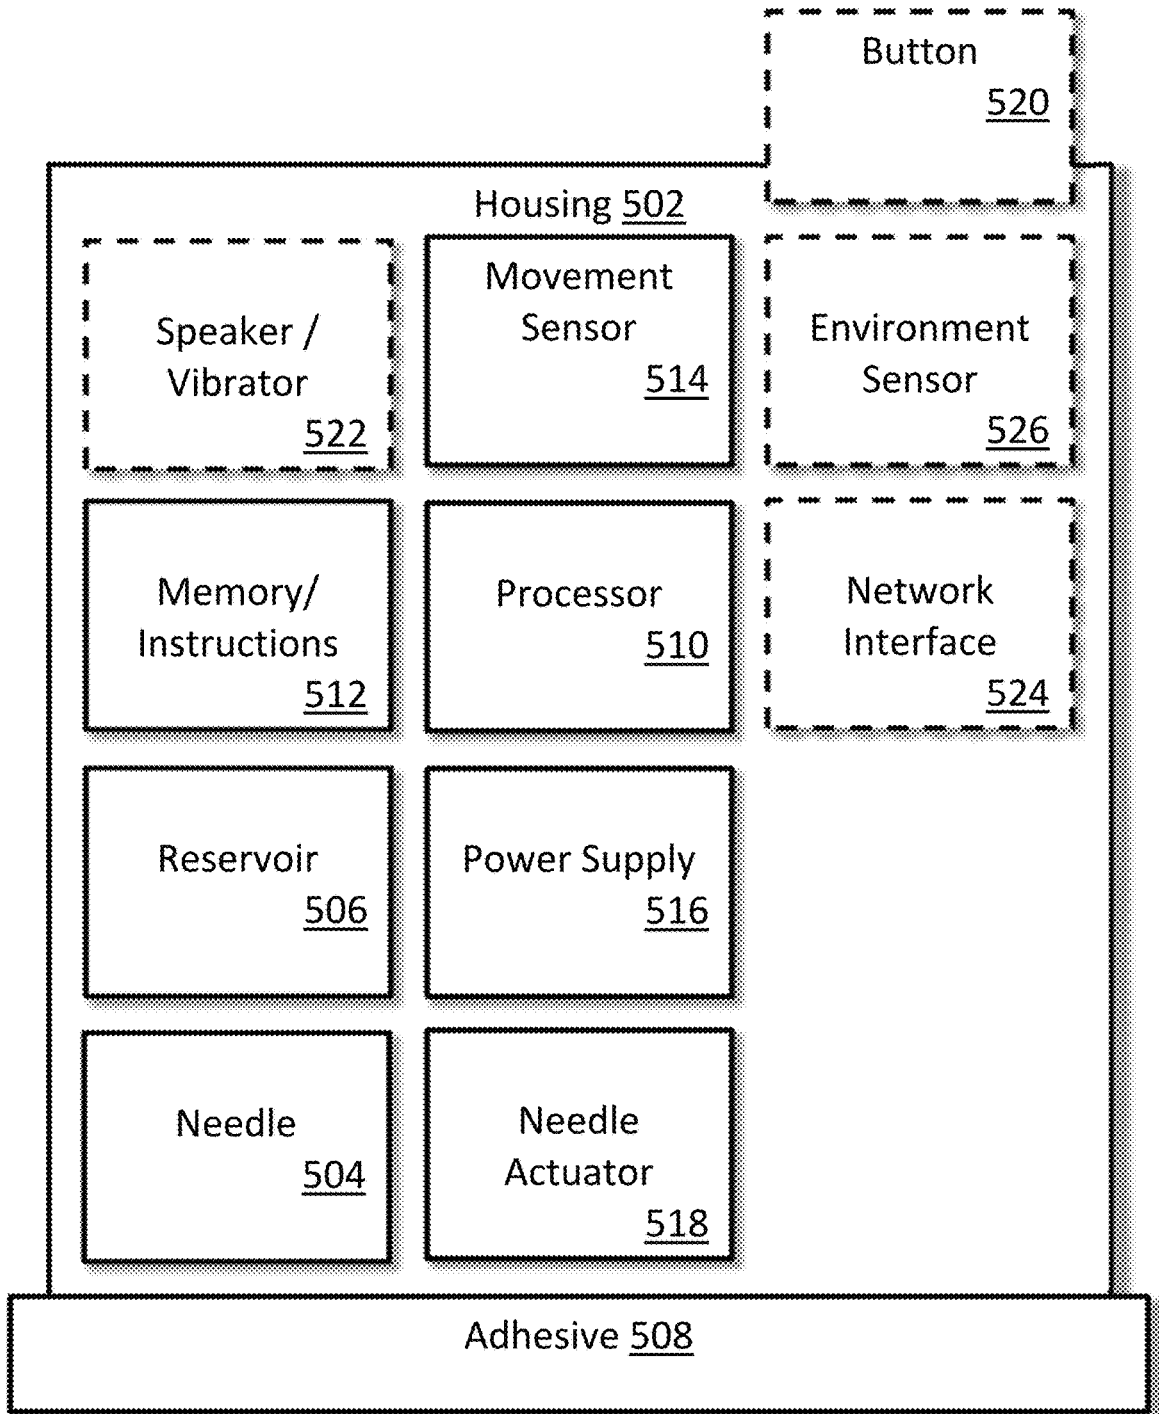 Button
520
Housing 502
Speaker /
Vibrator
522
Movement
Sensor
514
Environment
Sensor
526
Memory/
Instructions
512
Processor
510
Network
Interface
524
Reservoir
506
Power Supply
516
Needle
504
Needle
Actuator
518
Adhesive 508